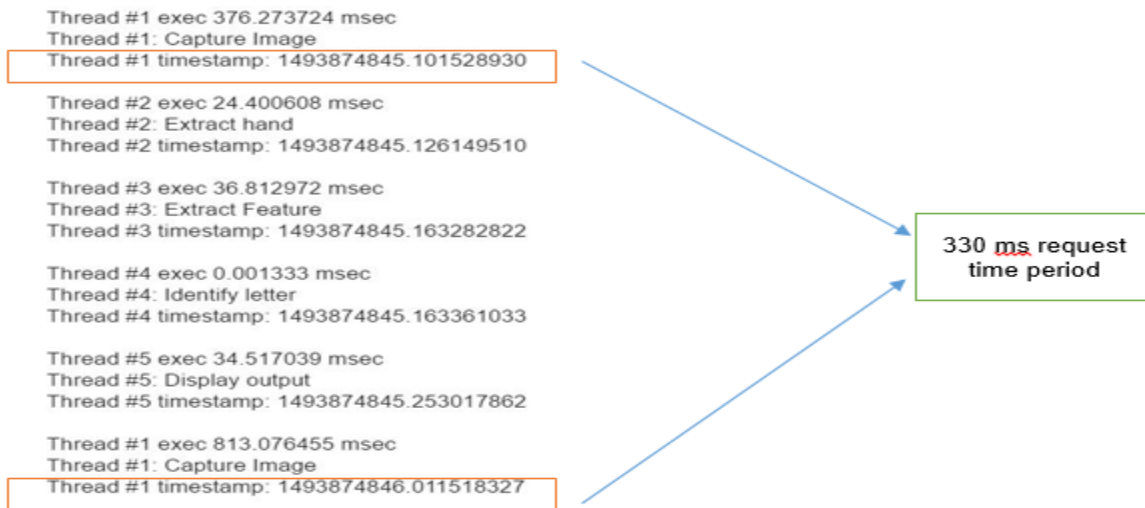 Thread #1 exec 376.273724 msec
Thread #1: Capture Image
Thread #1 timestamp: 1493874845.101528930
Thread #2 exec 24.400608 msec
Thread #2: Extract hand
Thread #2 timestamp: 1493874845.126149510
Thread #3 exec 36.812972 msec
Thread #3: Extract Feature
Thread #3 timestamp: 1493874845.163282822
Thread #4 exec 0.001333 msec
Thread #4: Identify letter
Thread #4 timestamp: 1493874845.163361033
Thread #5 exec 34.517039 msec
Thread #5: Display output
Thread #5 timestamp: 1493874845.253017862
Thread #1 exec 813.076455 msec
Thread #1: Capture Image
Thread #1 timestamp: 1493874846.011518327
330 ms request
time period